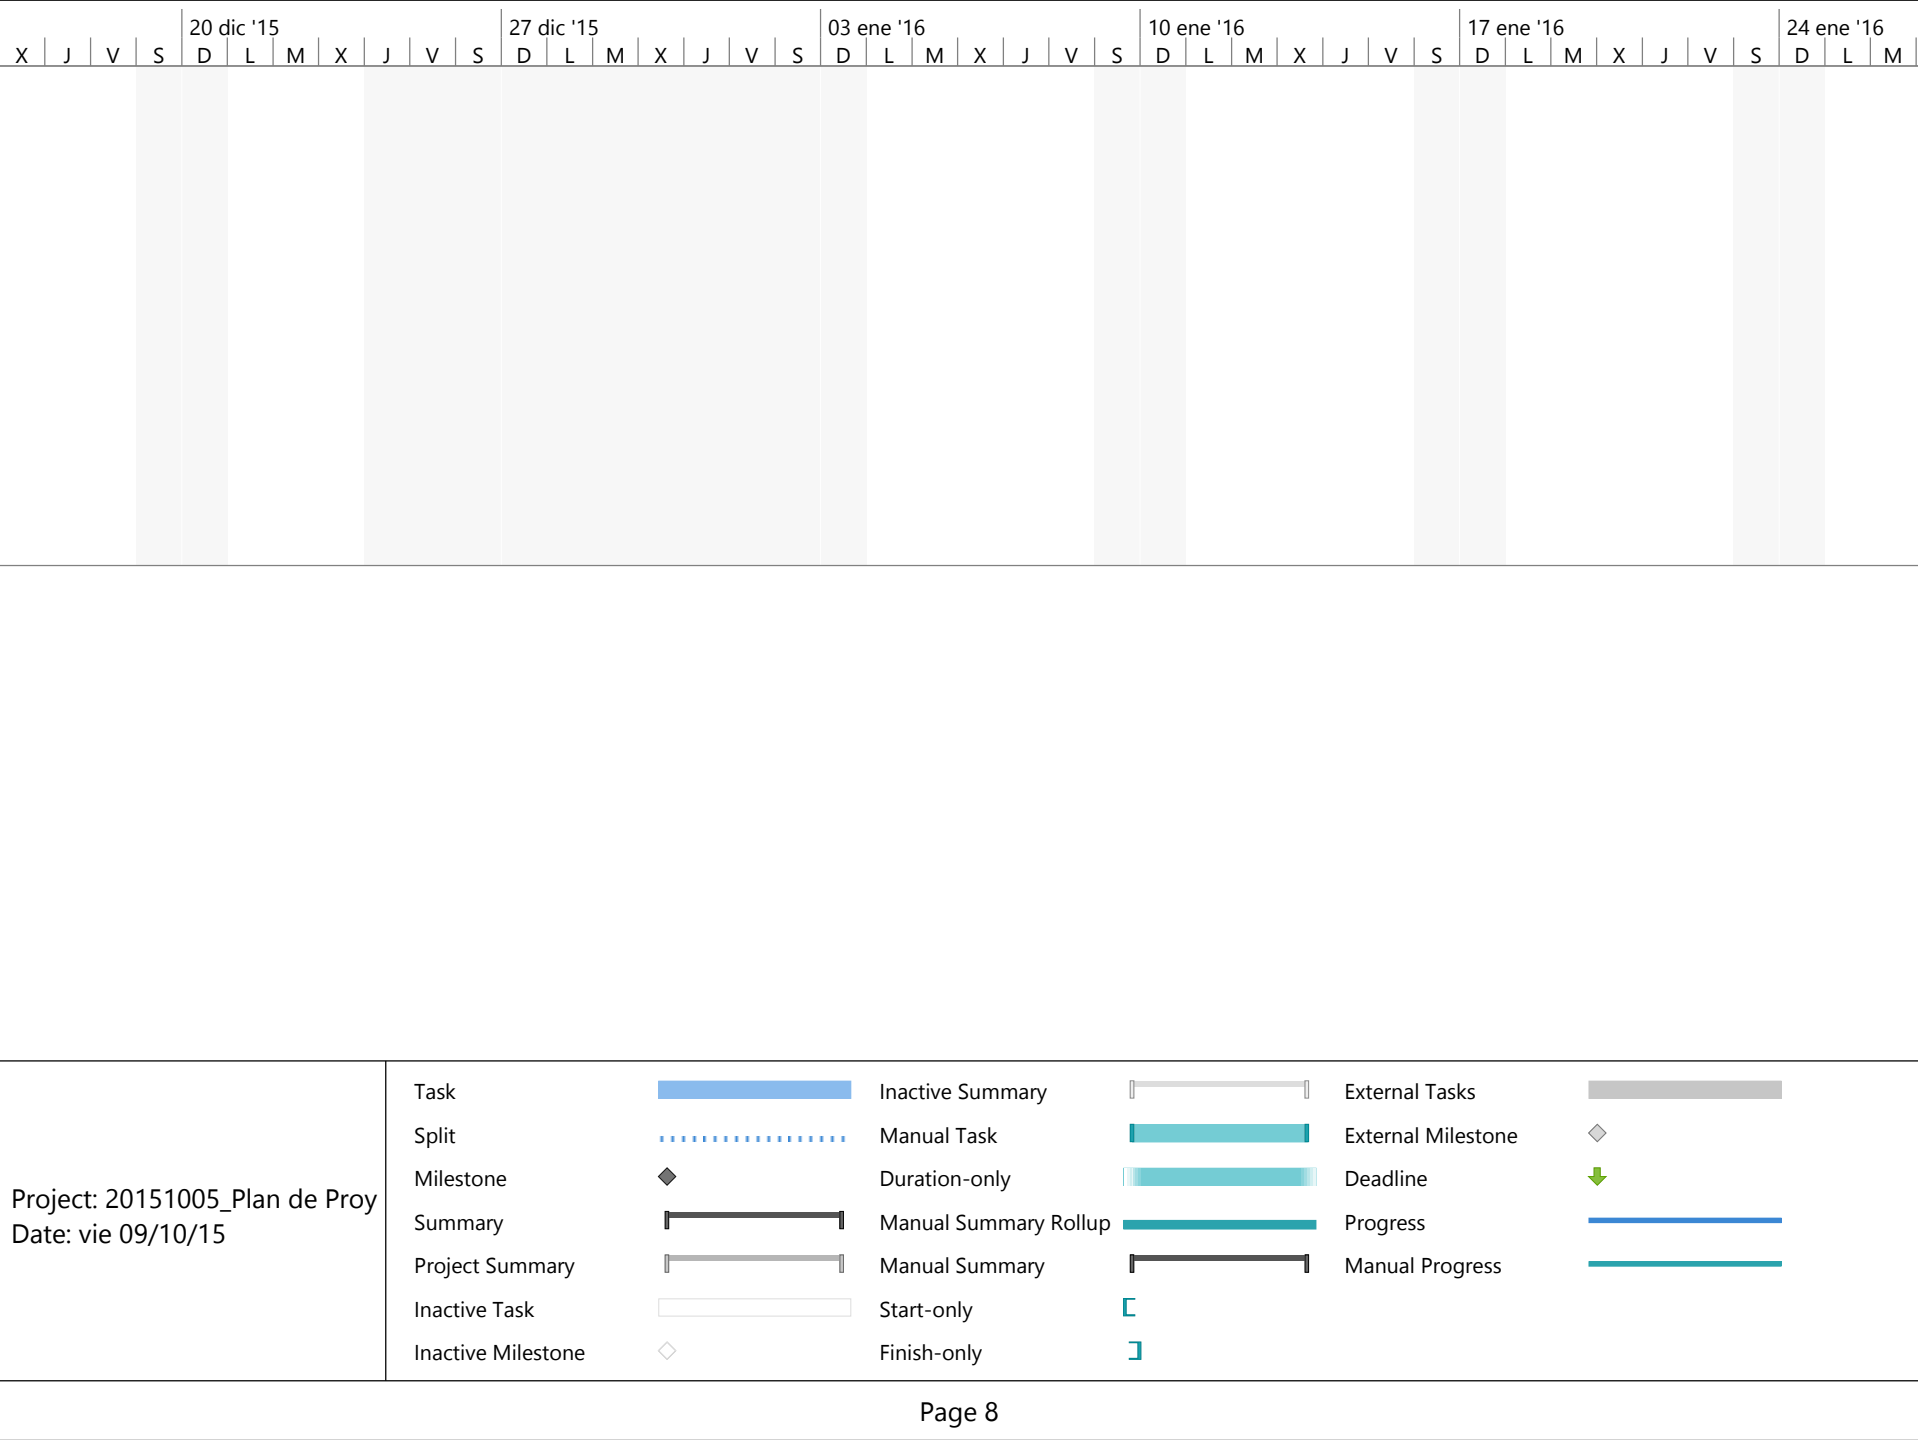 20 dic '15 27 dic '15 03 ene '16 10 ene '16 17 ene '16 24 ene '16
X J V S D L M X J V S D L M X J V S D L M X J V S D L M X J V S D L M X J V S D L M
Task
Split
Milestone
Summary
Project Summary
Inactive Task
Inactive Milestone
Inactive Summary
Manual Task
Duration-only
Manual Summary Rollup
Manual Summary
Start-only
Finish-only
External Tasks
External Milestone
Deadline
Progress
Manual Progress
Project: 20151005_Plan de Proy
Date: vie 09/10/15
Page 8